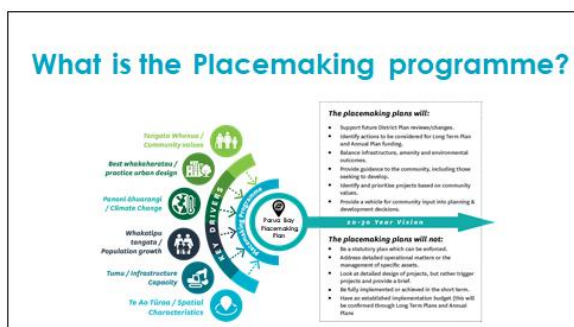 What is the Placemaking programme?
Tangata Whenua /
Community values
Best whakaharatau /
practice urban design
Panoni Āhuarangi
/ Climate Change
Whakatipu
tangata /
Population growth
Tumu / Infrastructure
Capacity
Te Ao Tūroa / Spatial
Characteristics
KEY DRIVERS
Placemaking Programme
Parua Bay
Placemaking
Plan
The placemaking plans will:
• Support future District Plan reviews/changes.
• Identify actions to be considered for Long Term Plan
and Annual Plan funding.
• Balance infrastructure, amenity and environmental
outcomes.
• Provide guidance to the community, including those
seeking to develop.
• Identify and prioritise projects based on community
values.
• Provide a vehicle for community input into planning &
development decisions.
20-30 Year Vision
The placemaking plans will not:
• Be a statutory plan which can be enforced.
• Address detailed operational matters or the
management of specific assets.
• Look at detailed design of projects, but rather trigger
projects and provide a brief.
• Be fully implemented or achieved in the short term.
• Have an established implementation budget (this will
be confirmed through Long Term Plans and Annual
Plans